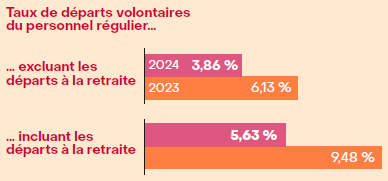 Taux de départs volontaires
du personnel régulier...
... excluant les
départs à la retraite
2024 3,86 %
2023 6,13 %
... incluant les
départs à la retraite
5,63 %
9,48 %